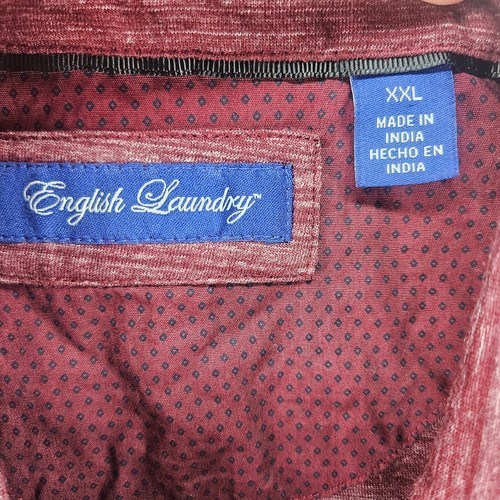 English Laundry™
XXL
MADE IN
INDIA
HECHO EN
INDIA